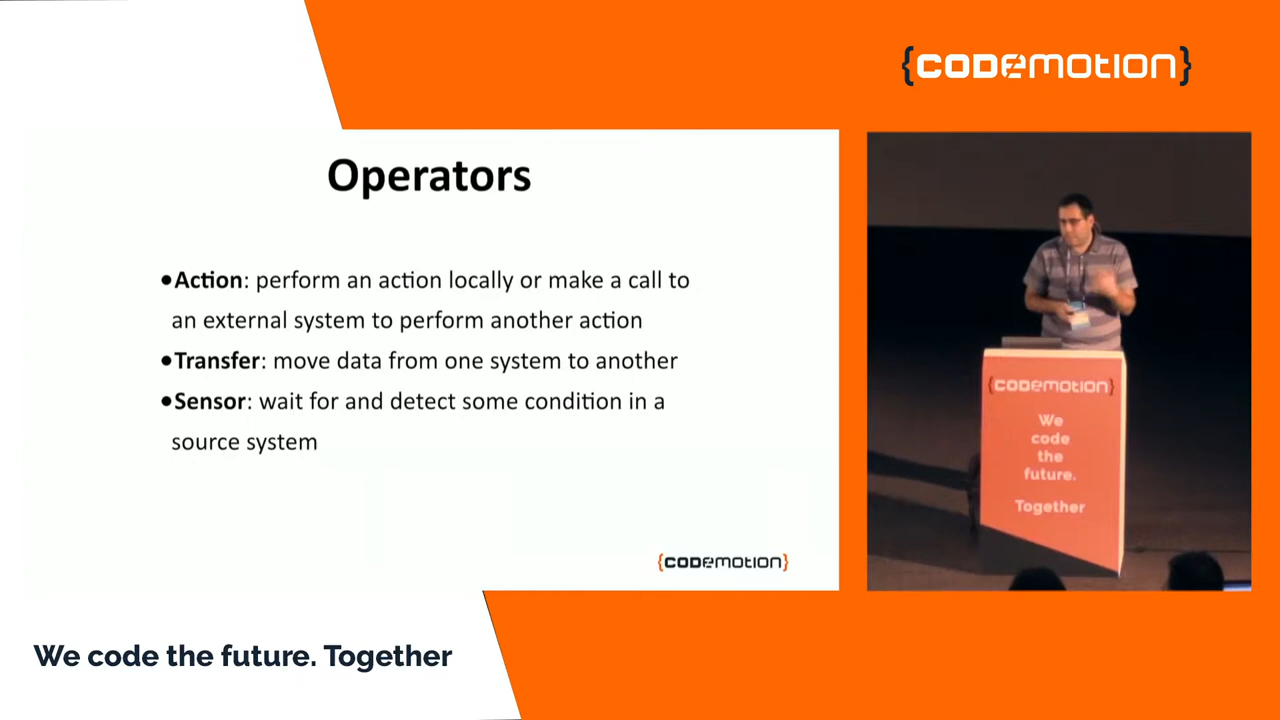 {CODEMOTION}
Operators
•Action: perform an action locally or make a call to
an external system to perform another action
•Transfer: move data from one system to another
•Sensor: wait for and detect some condition in a
source system
{CODEMOTION}
{CODEMOTION}
We
code
the
future.
Together
We code the future. Together